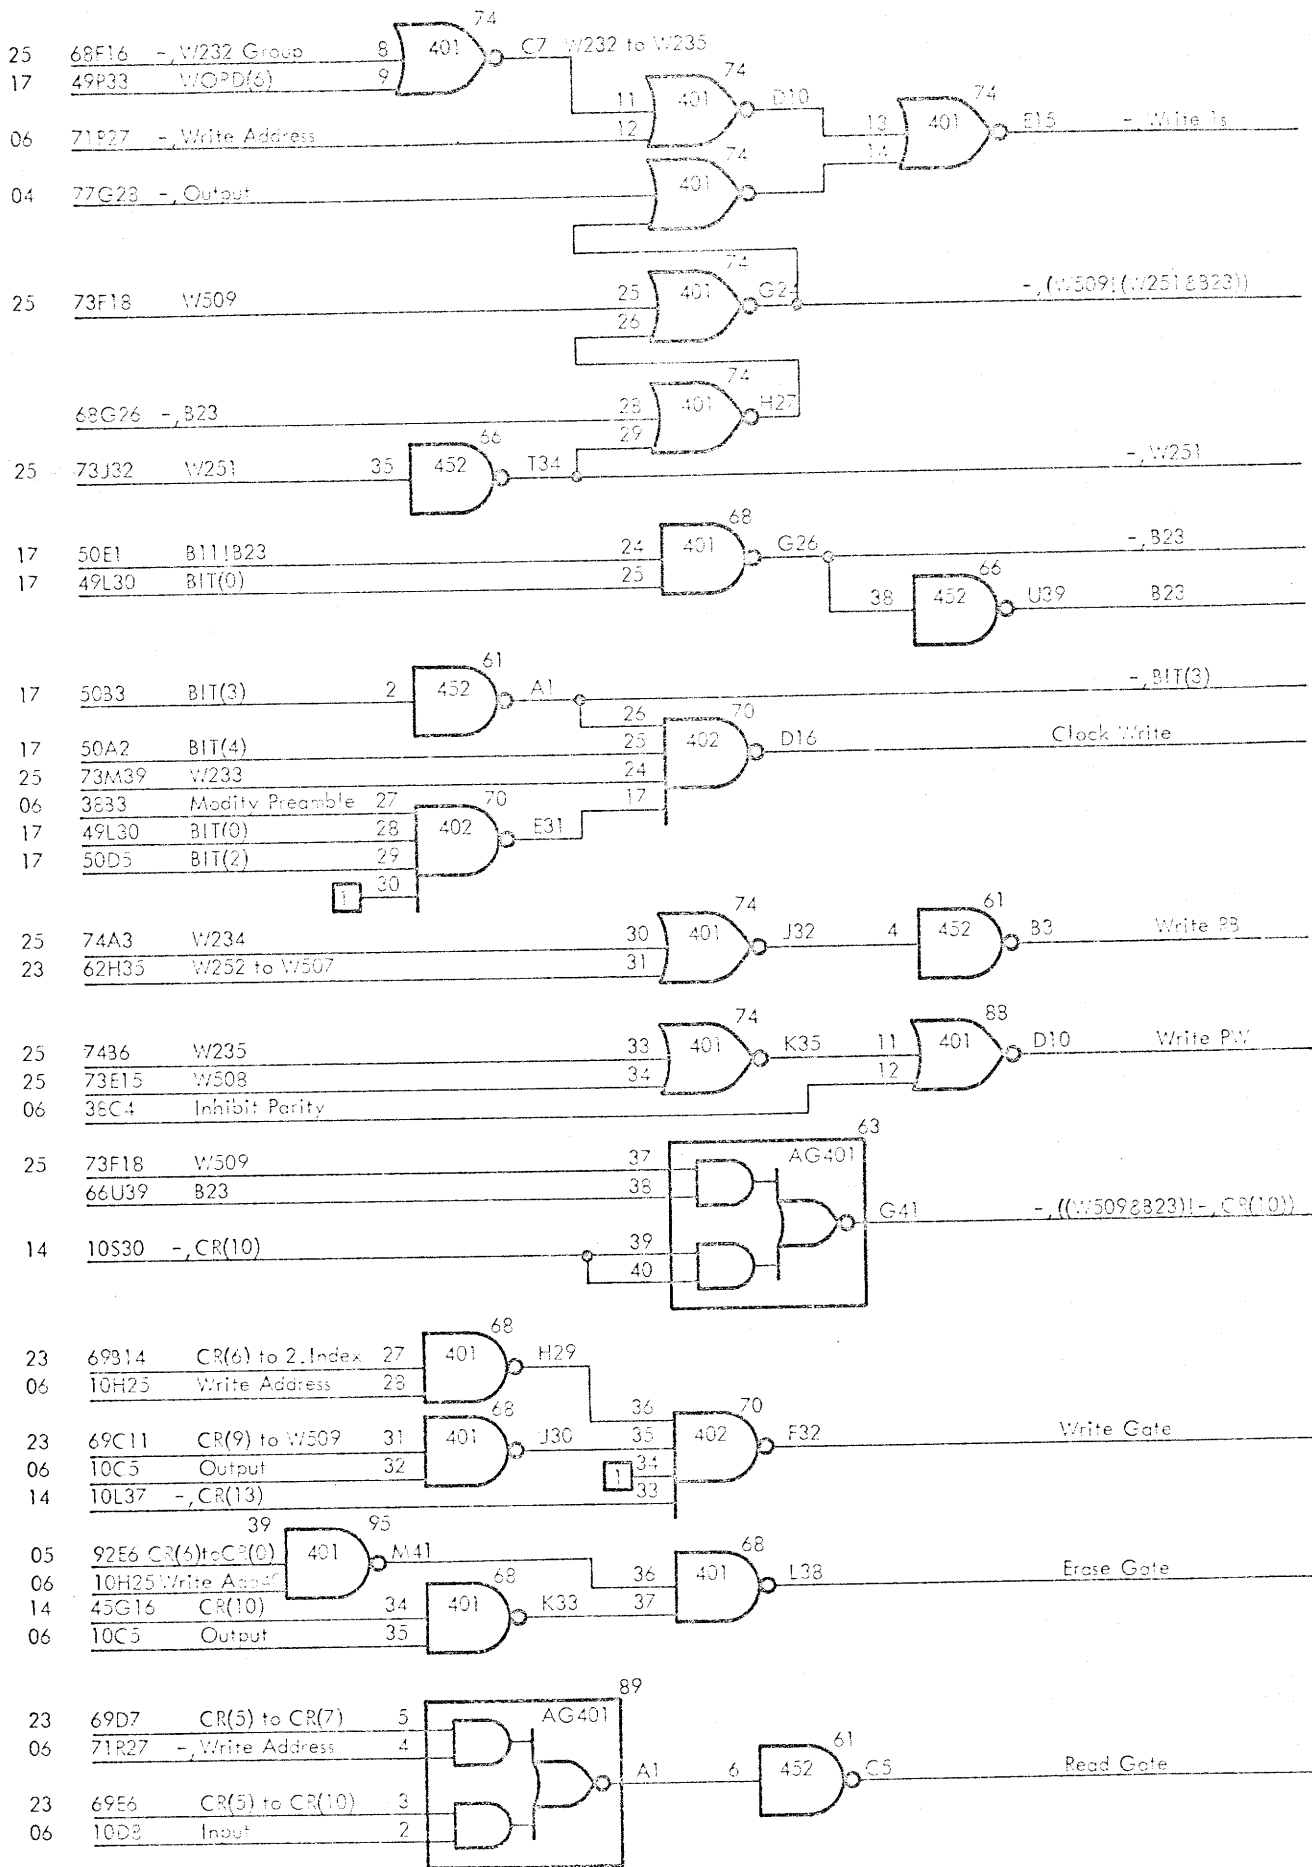 74
25 68F16 -,W232 Group 8 401 C7 W232 to W235
17 49P33 WORD(6) 9
74
11 401 D10
06 71R27 -,Write Address 12
74
13 401 E15 -,Write 1s
14
74
04 77G28 -,Output 401
74
25 73F18 W509 25 401 G24 -,(W509!(W251&B23))
26
74
68G26 -,B23 28 401 H27
29
66
25 73J32 W251 35 452 T34 -,W251
68
17 50E1 B11!B23 24 401 G26 -,B23
17 49L30 BIT(0) 25
66
38 452 U39 B23
61
17 50B3 BIT(3) 2 452 A1 -,BIT(3)
26 70
17 50A2 BIT(4) 25 402 D16 Clock Write
25 73M39 W233 24
06 38B3 Modify Preamble 27 70 17
17 49L30 BIT(0) 28 402 E31
17 50D5 BIT(2) 29
1 30
74 61
25 74A3 W234 30 401 J32 4 452 B3 Write RB
23 62H35 W252 to W507 31
74 88
25 74B6 W235 33 401 K35 11 401 D10 Write PW
25 73E15 W508 34 12
06 38C4 Inhibit Parity
63
25 73F18 W509 37 AG401
66U39 B23 38
G41 -,((W509&B23)!-,CR(10))
14 10S30 -,CR(10) 39
40
68
23 69B14 CR(6) to 2.Index 27 401 H29
06 10H25 Write Address 28
68 36 70
23 69C11 CR(9) to W509 31 401 J30 35 402 F32 Write Gate
06 10C5 Output 32 1 34
14 10L37 -,CR(13) 33
39 95
05 92E6 CR(6)toCR(0) 401 M41
06 10H25 Write
68 36 68
401 L38 Erase Gate
14 45G16 CR(10) 34 401 K33 37
06 10C5 Output 35
89
23 69D7 CR(5) to CR(7) 5 AG401
06 71R27 -,Write Address 4
61
A1 6 452 C5 Read Gate
23 69E6 CR(5) to CR(10) 3
06 10D8 Input 2